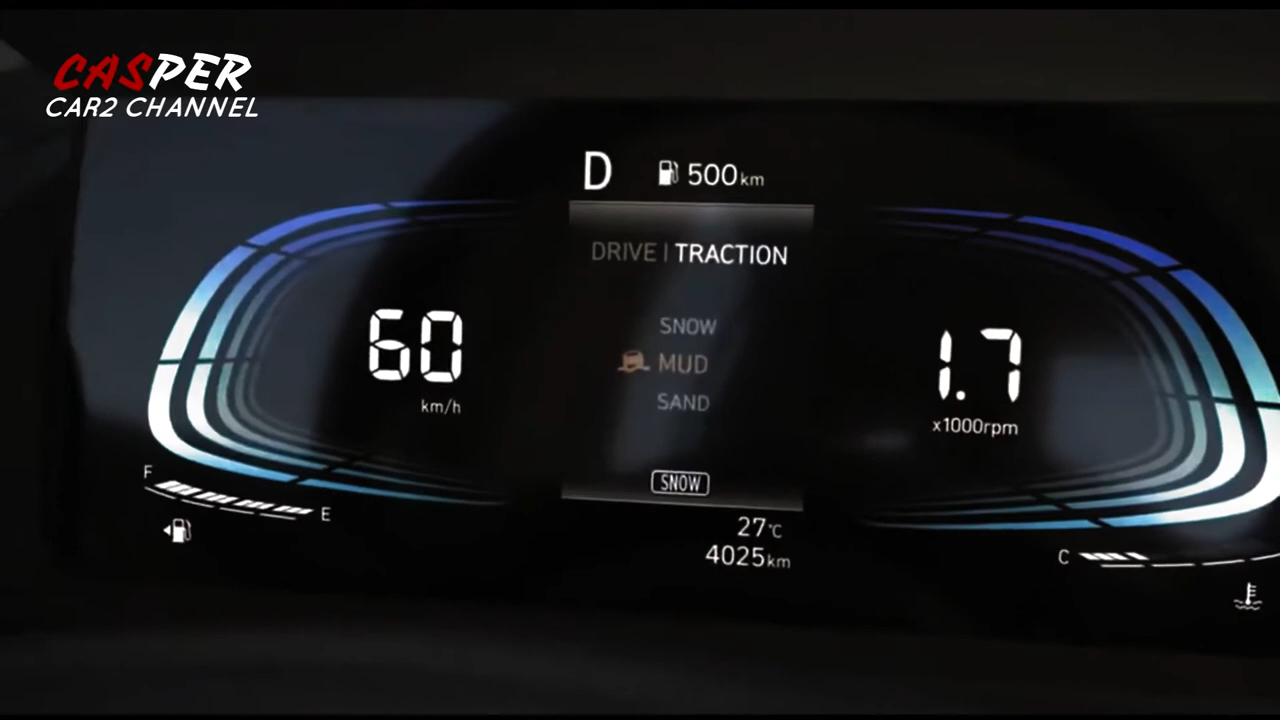 CASPER
CAR2 CHANNEL
D 500km
DRIVE | TRACTION
SNOW
MUD
SAND
SNOW
60
km/h
1.7
x1000rpm
F E
27°C
4025km
C